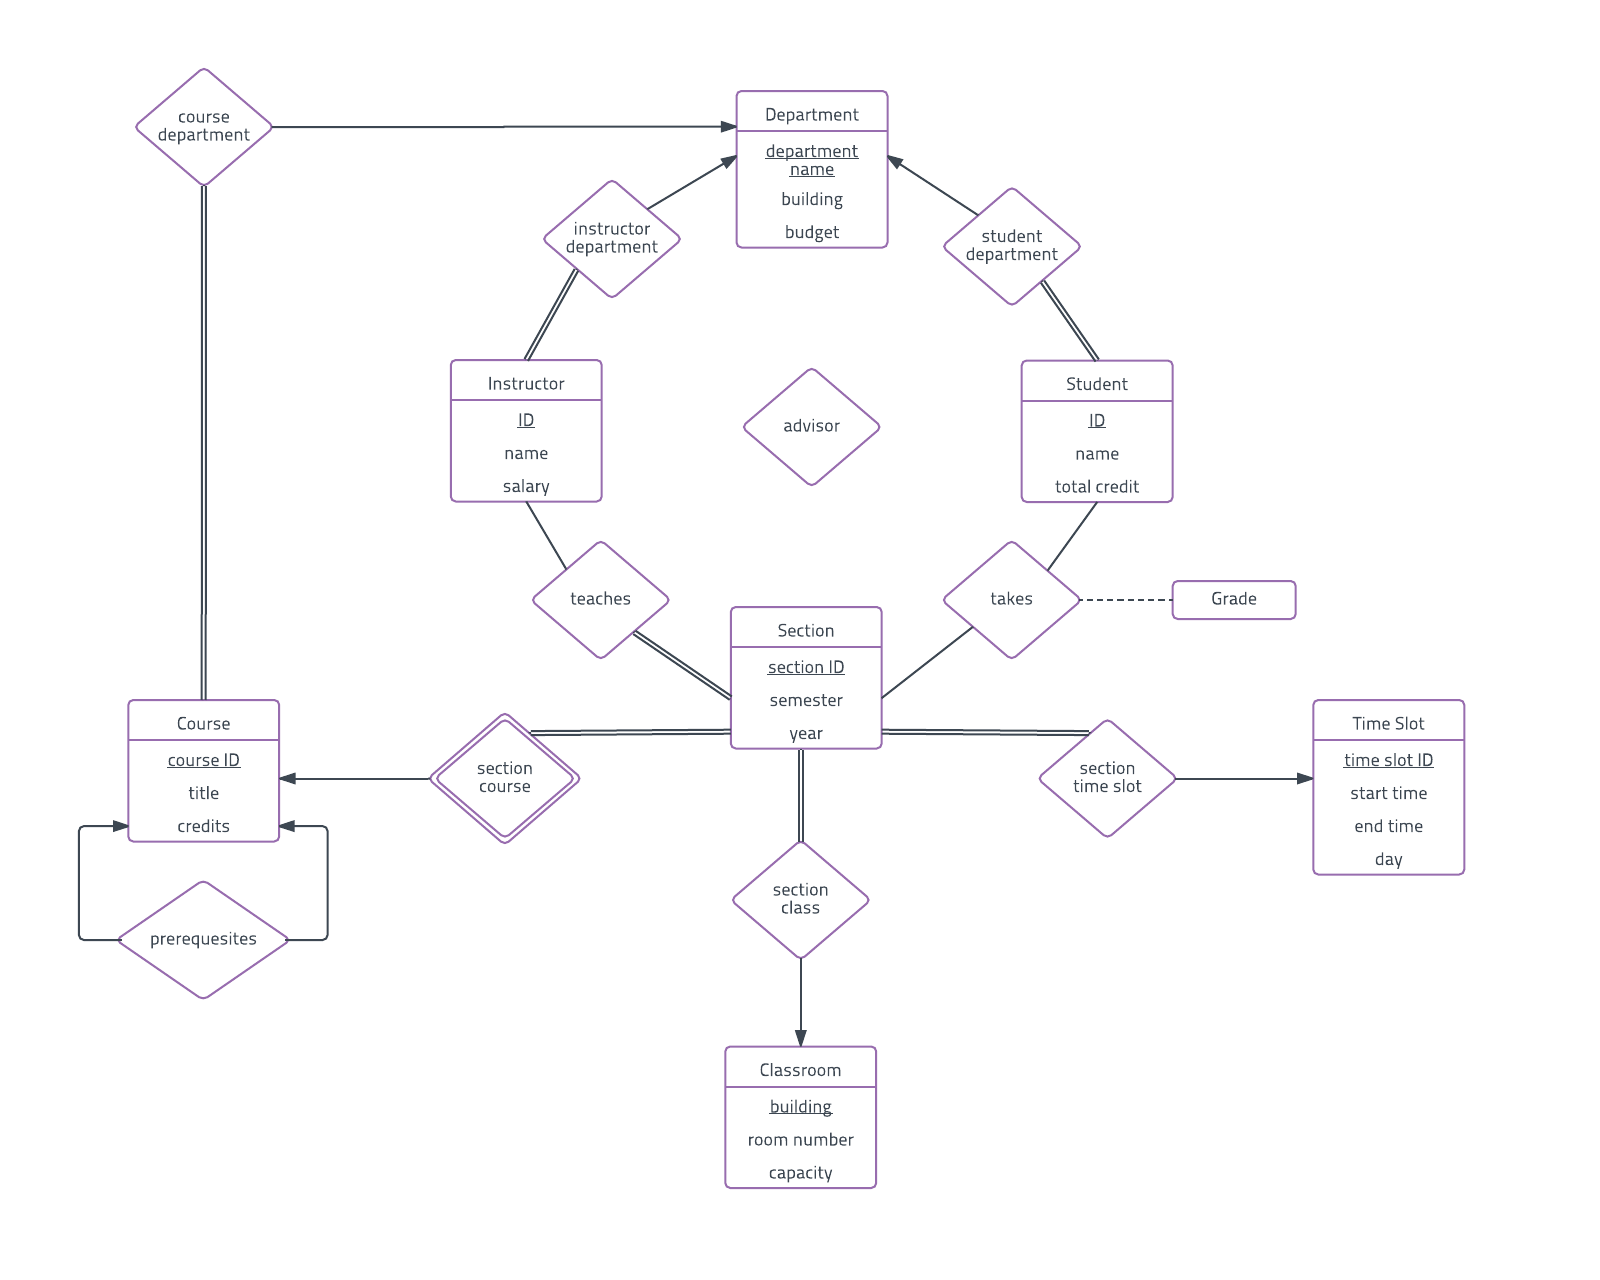 course
department
Department
department
name
building
budget
instructor
department
student
department
Instructor
ID
name
salary
advisor
Student
ID
name
total credit
teaches
takes
Grade
Section
section ID
semester
year
Course
course ID
title
credits
section
course
section
time slot
Time Slot
time slot ID
start time
end time
day
section
class
prerequesites
Classroom
building
room number
capacity